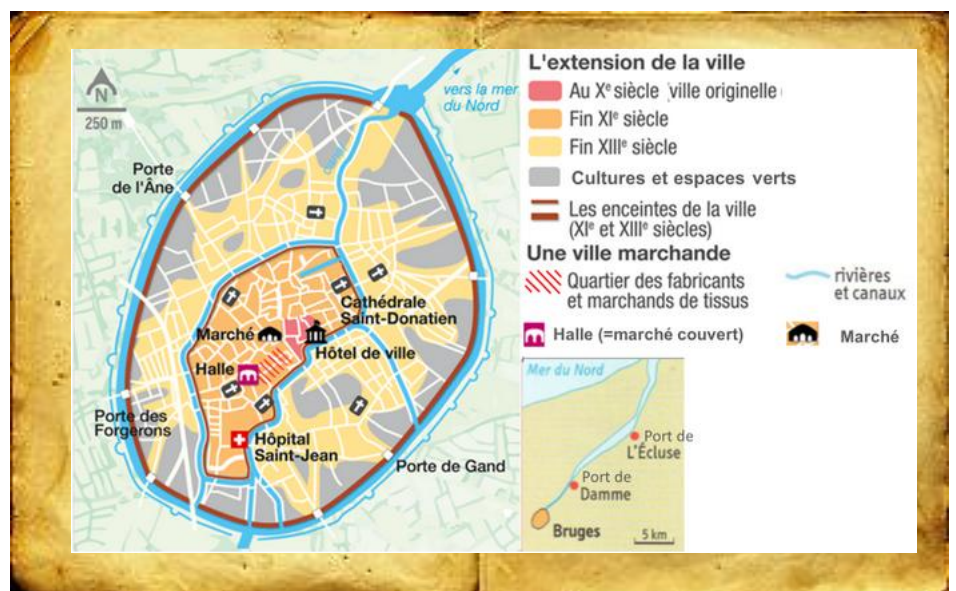 N
250 m
vers la mer
du Nord
Porte
de l'Âne
Cathédrale
Saint-Donatien
Marché
Hôtel de ville
Halle
Porte des
Forgerons
Hôpital
Saint-Jean
Porte de Gand
L'extension de la ville
Au Xe siècle (ville originelle)
Fin XIe siècle
Fin XIIIe siècle
Cultures et espaces verts
Les enceintes de la ville
(XIe et XIIIe siècles)
Une ville marchande
Quartier des fabricants
et marchands de tissus
rivières
et canaux
Halle (=marché couvert)
Marché
Mer du Nord
Port de
L'Écluse
Port de
Damme
Bruges
5 km